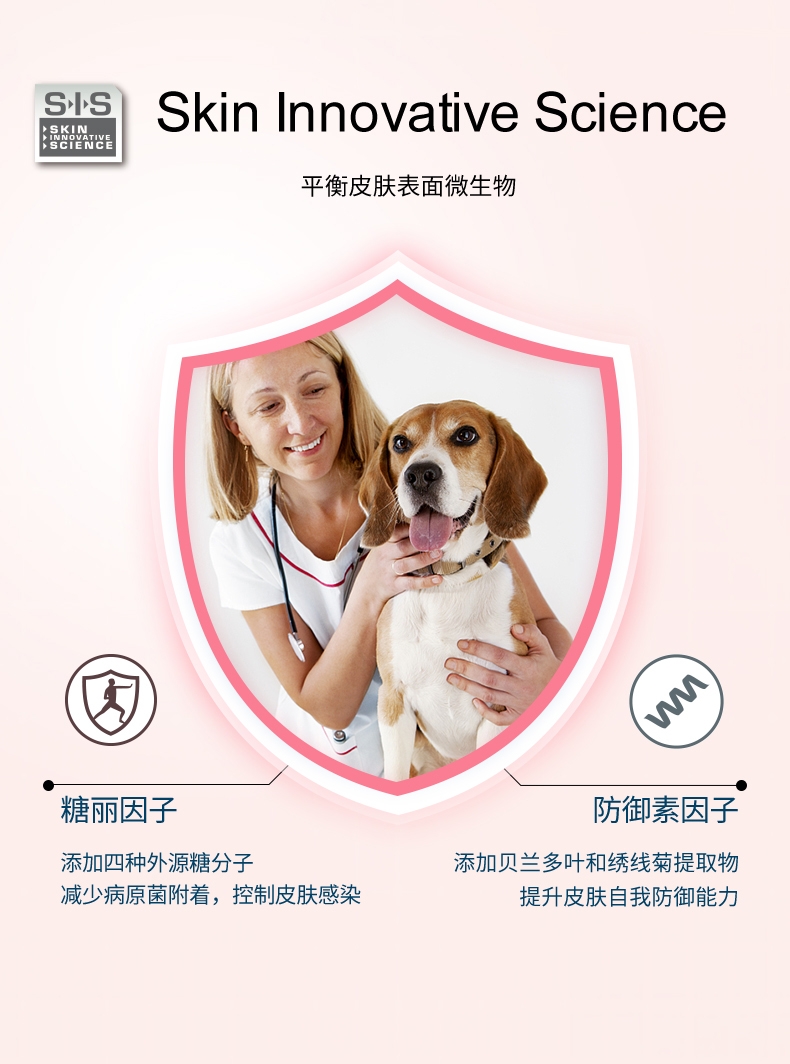 S·I·S
SKIN
INNOVATIVE
SCIENCE
Skin Innovative Science
平衡皮肤表面微生物
糖丽因子
添加四种外源糖分子
减少病原菌附着，控制皮肤感染
防御素因子
添加贝兰多叶和绣线菊提取物
提升皮肤自我防御能力